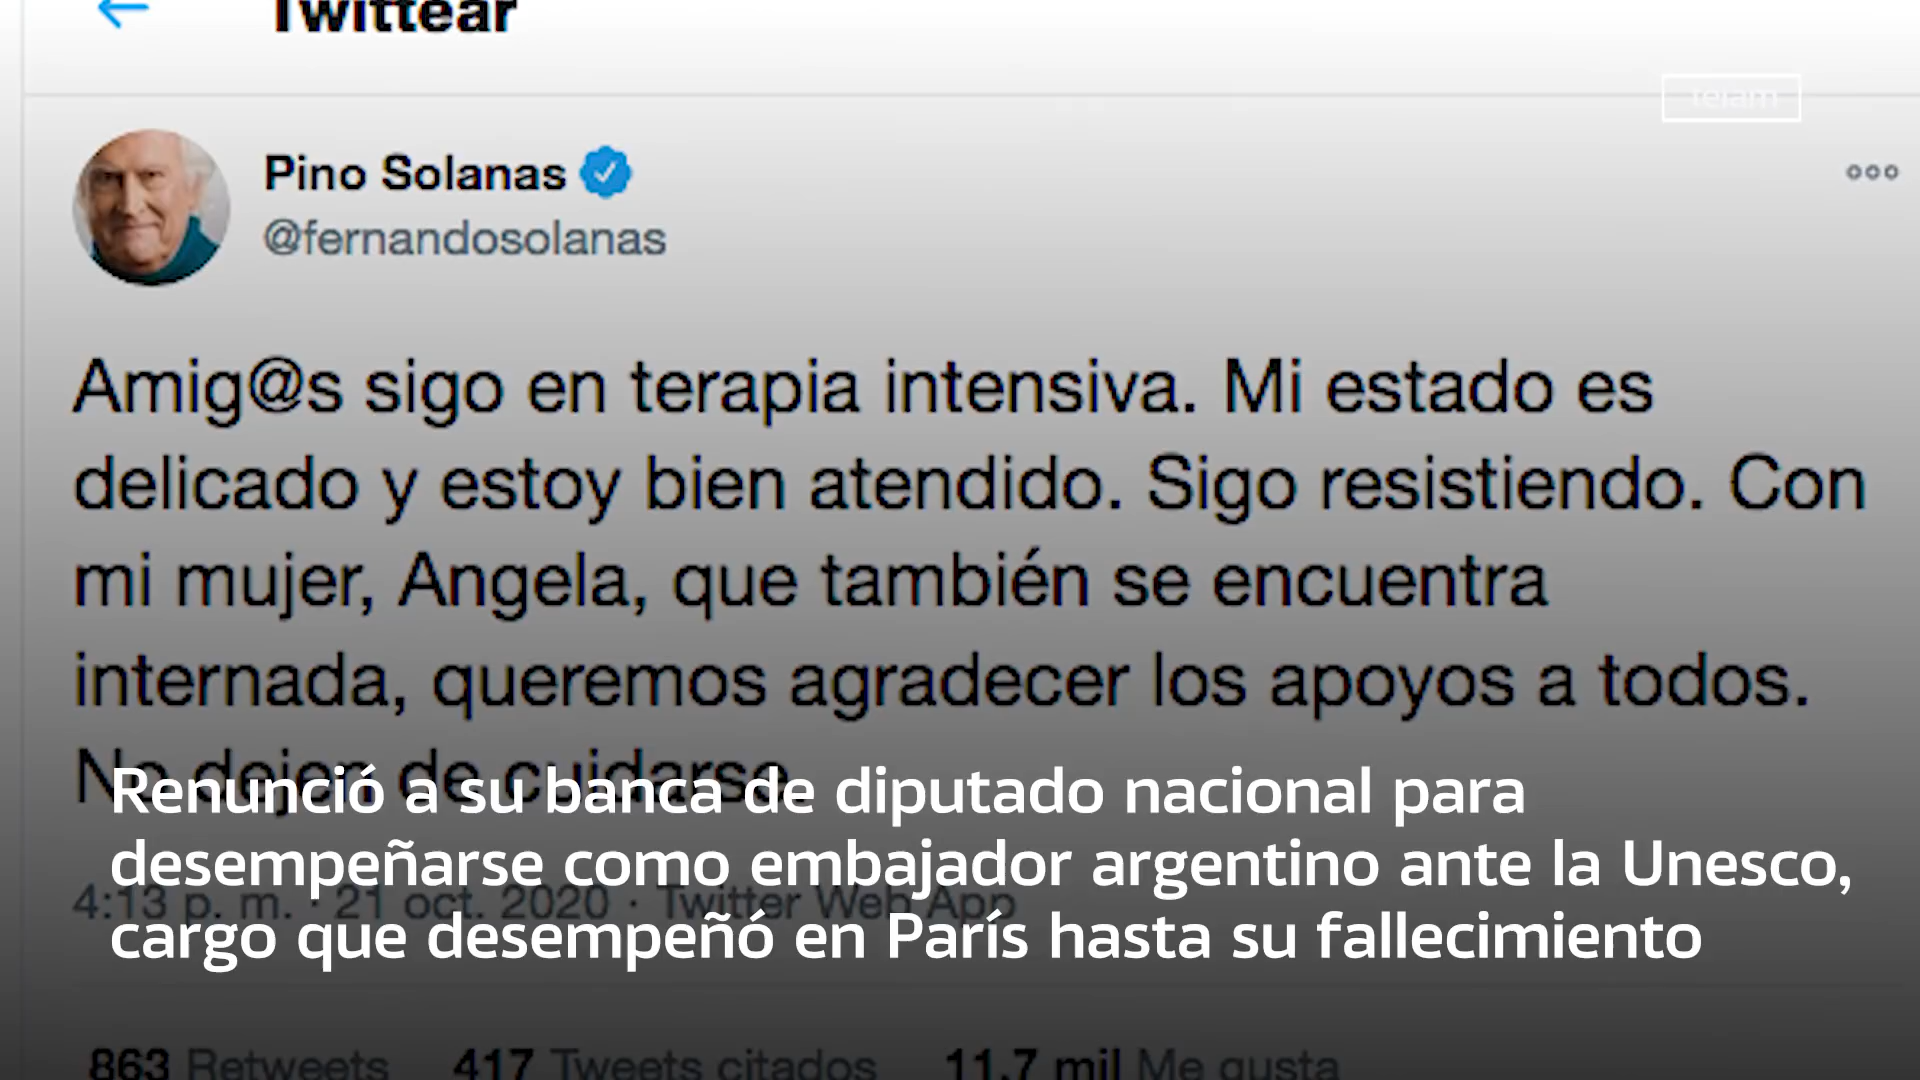 Twittear
telam
Pino Solanas
@fernandosolanas
Amig@s sigo en terapia intensiva. Mi estado es
delicado y estoy bien atendido. Sigo resistiendo. Con
mi mujer, Angela, que también se encuentra
internada, queremos agradecer los apoyos a todos.
No dejen de cuidarse.
Renunció a su banca de diputado nacional para
desempeñarse como embajador argentino ante la Unesco,
4:13 p. m. · 21 oct. 2020 · Twitter Web App
cargo que desempeñó en París hasta su fallecimiento
863 Retweets 417 Tweets citados 11,7 mil Me gusta